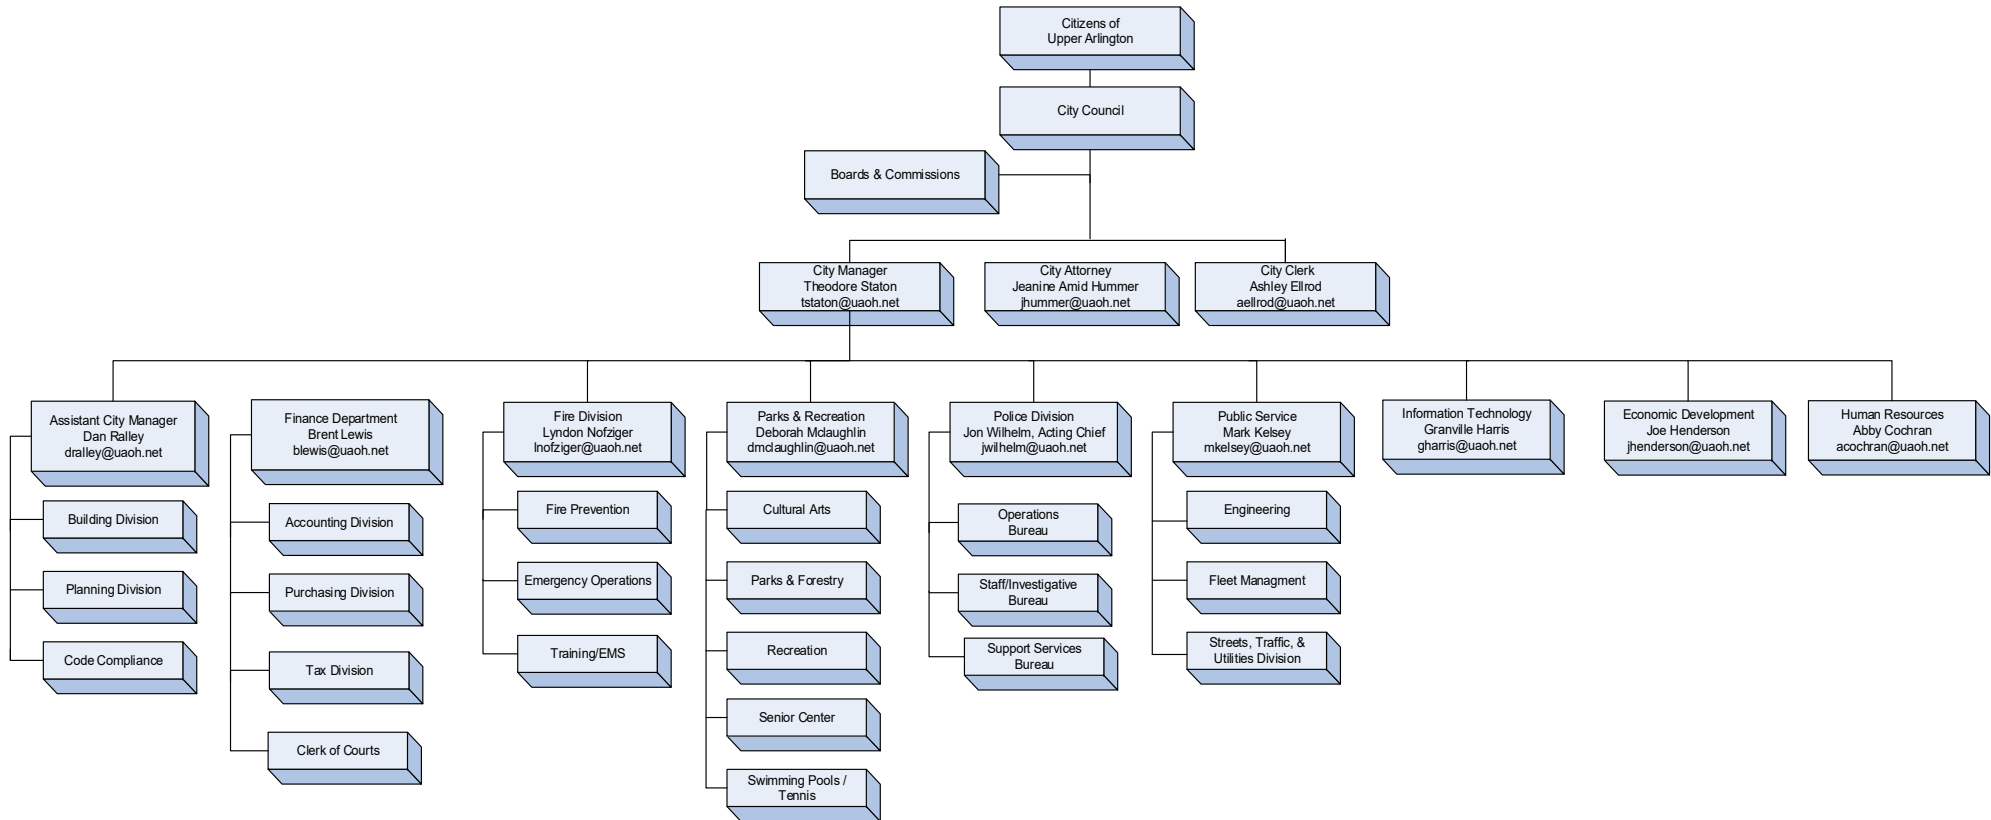 Citizens of
Upper Arlington
City Council
Boards & Commissions
City Manager
Theodore Staton
tstaton@uaoh.net
City Attorney
Jeanine Amid Hummer
jhummer@uaoh.net
City Clerk
Ashley Ellrod
aellrod@uaoh.net
Assistant City Manager
Dan Ralley
dralley@uaoh.net
Building Division
Planning Division
Code Compliance
Finance Department
Brent Lewis
blewis@uaoh.net
Accounting Division
Purchasing Division
Tax Division
Clerk of Courts
Fire Division
Lyndon Nofziger
lnofziger@uaoh.net
Fire Prevention
Emergency Operations
Training/EMS
Parks & Recreation
Deborah Mclaughlin
dmclaughlin@uaoh.net
Cultural Arts
Parks & Forestry
Recreation
Senior Center
Swimming Pools /
Tennis
Police Division
Jon Wilhelm, Acting Chief
jwilhelm@uaoh.net
Operations
Bureau
Staff/Investigative
Bureau
Support Services
Bureau
Public Service
Mark Kelsey
mkelsey@uaoh.net
Engineering
Fleet Managment
Streets, Traffic, &
Utilities Division
Information Technology
Granville Harris
gharris@uaoh.net
Economic Development
Joe Henderson
jhenderson@uaoh.net
Human Resources
Abby Cochran
acochran@uaoh.net